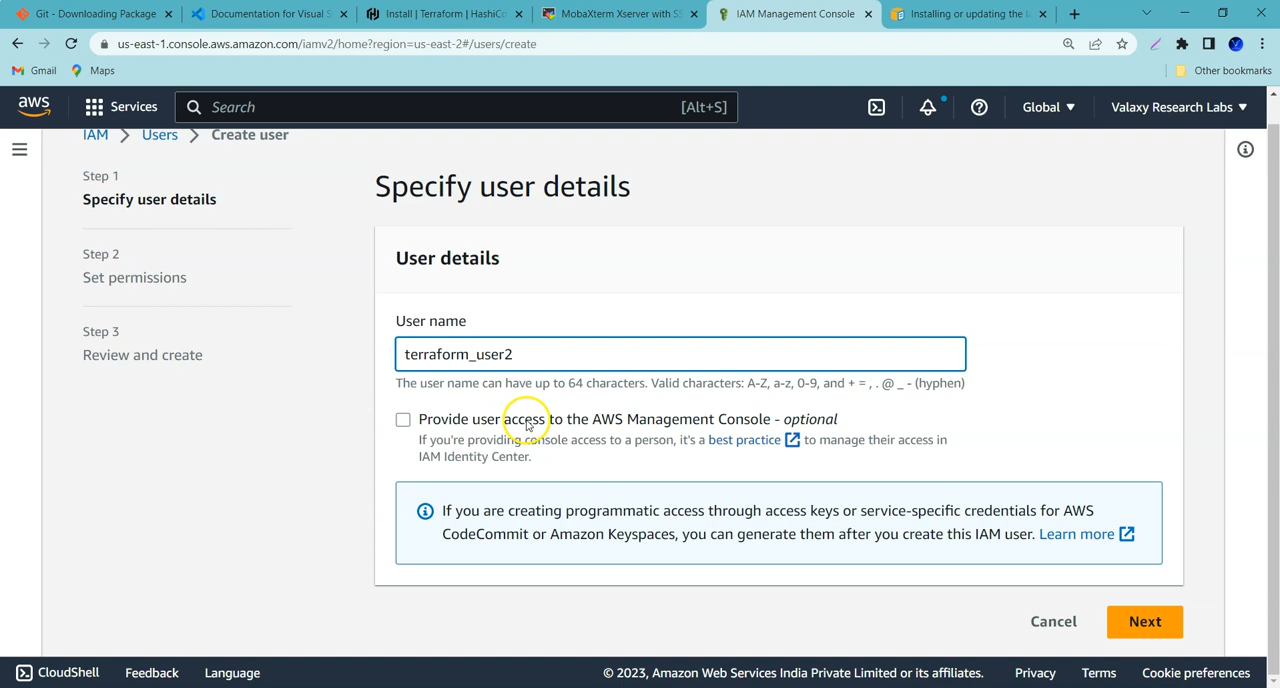 Git - Downloading Package
Documentation for Visual S
Install | Terraform | HashiC
MobaXterm Xserver with SS
IAM Management Console
Installing or updating the la
us-east-1.console.aws.amazon.com/iamv2/home?region=us-east-2#/users/create
Gmail
Maps
Other bookmarks
aws
Services
Search
[Alt+S]
Global
Valaxy Research Labs
IAM > Users > Create user
Step 1
Specify user details
Step 2
Set permissions
Step 3
Review and create
Specify user details
User details
User name
terraform_user2
The user name can have up to 64 characters. Valid characters: A-Z, a-z, 0-9, and + = , . @ _ - (hyphen)
Provide user access to the AWS Management Console - optional
If you're providing console access to a person, it's a best practice to manage their access in
IAM Identity Center.
If you are creating programmatic access through access keys or service-specific credentials for AWS
CodeCommit or Amazon Keyspaces, you can generate them after you create this IAM user. Learn more
Cancel
Next
CloudShell
Feedback
Language
© 2023, Amazon Web Services India Private Limited or its affiliates.
Privacy
Terms
Cookie preferences